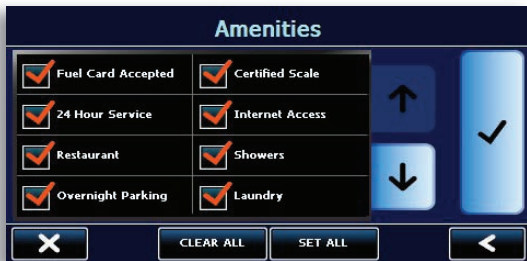 Amenities
Fuel Card Accepted
Certified Scale
24 Hour Service
Internet Access
Restaurant
Showers
Overnight Parking
Laundry
CLEAR ALL
SET ALL